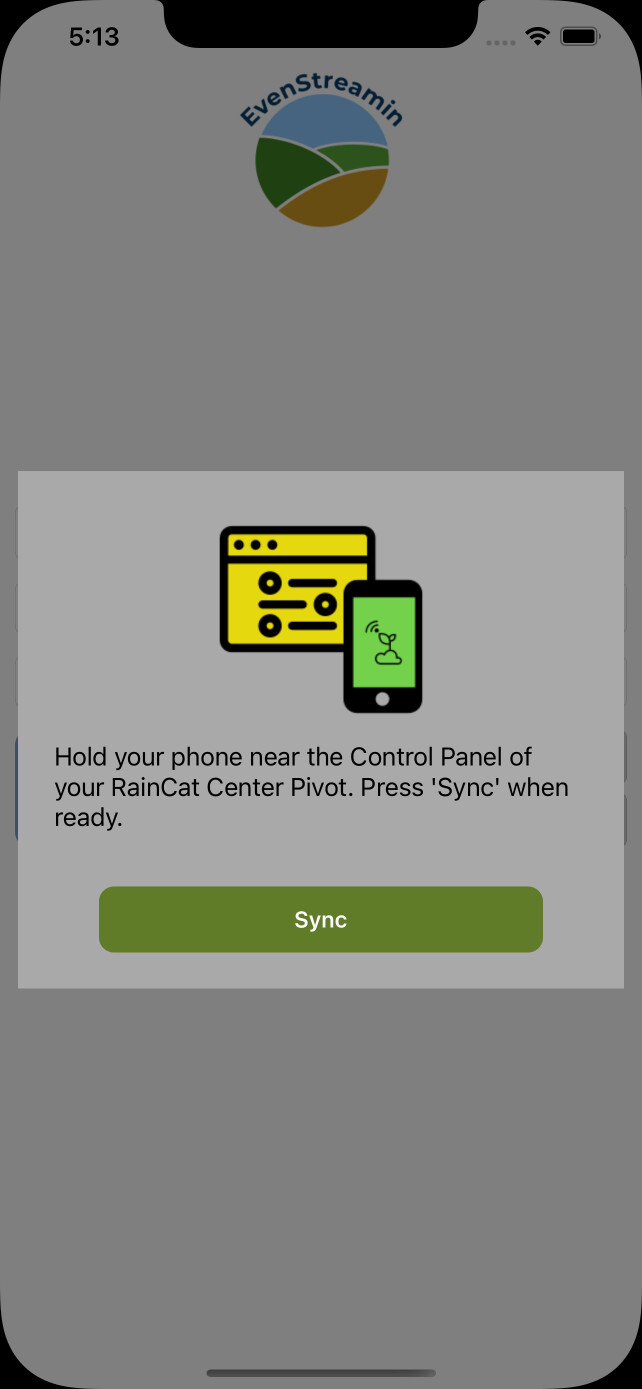 5:13
EvenStreamin
Hold your phone near the Control Panel of
your RainCat Center Pivot. Press 'Sync' when
ready.
Sync